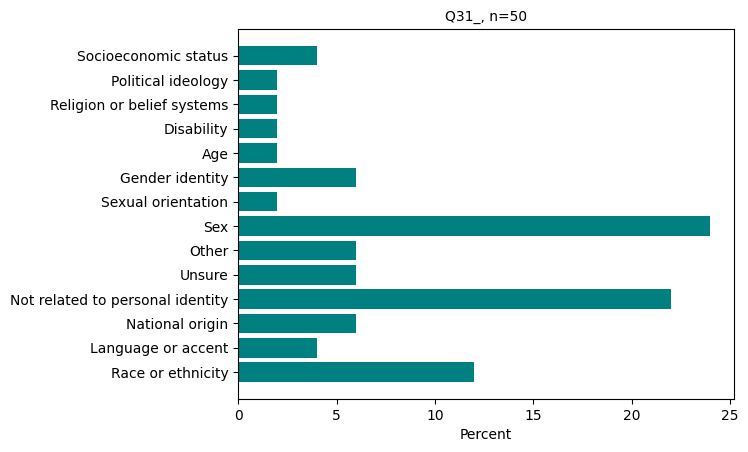 Q31_, n=50
Socioeconomic status
Political ideology
Religion or belief systems
Disability
Age
Gender identity
Sexual orientation
Sex
Other
Unsure
Not related to personal identity
National origin
Language or accent
Race or ethnicity
0 5 10 15 20 25
Percent